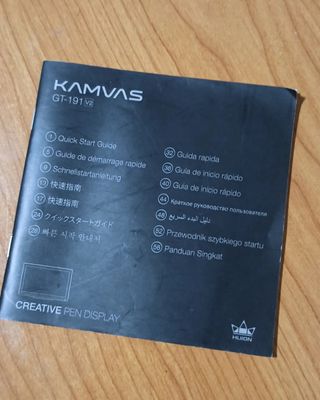 KAMVAS
GT-191 V2
1 Quick Start Guide
5 Guide de démarrage rapide
9 Schnellstartanleitung
13 快速指南
17 快速指南
24 クイックスタートガイド
28 빠른 시작 안내서
32 Guida rapida
36 Guía de inicio rápido
40 Guia de início rápido
44 Краткое руководство пользователя
48 دليل البدء السريع
52 Przewodnik szybkiego startu
56 Panduan Singkat
CREATIVE PEN DISPLAY
HUION